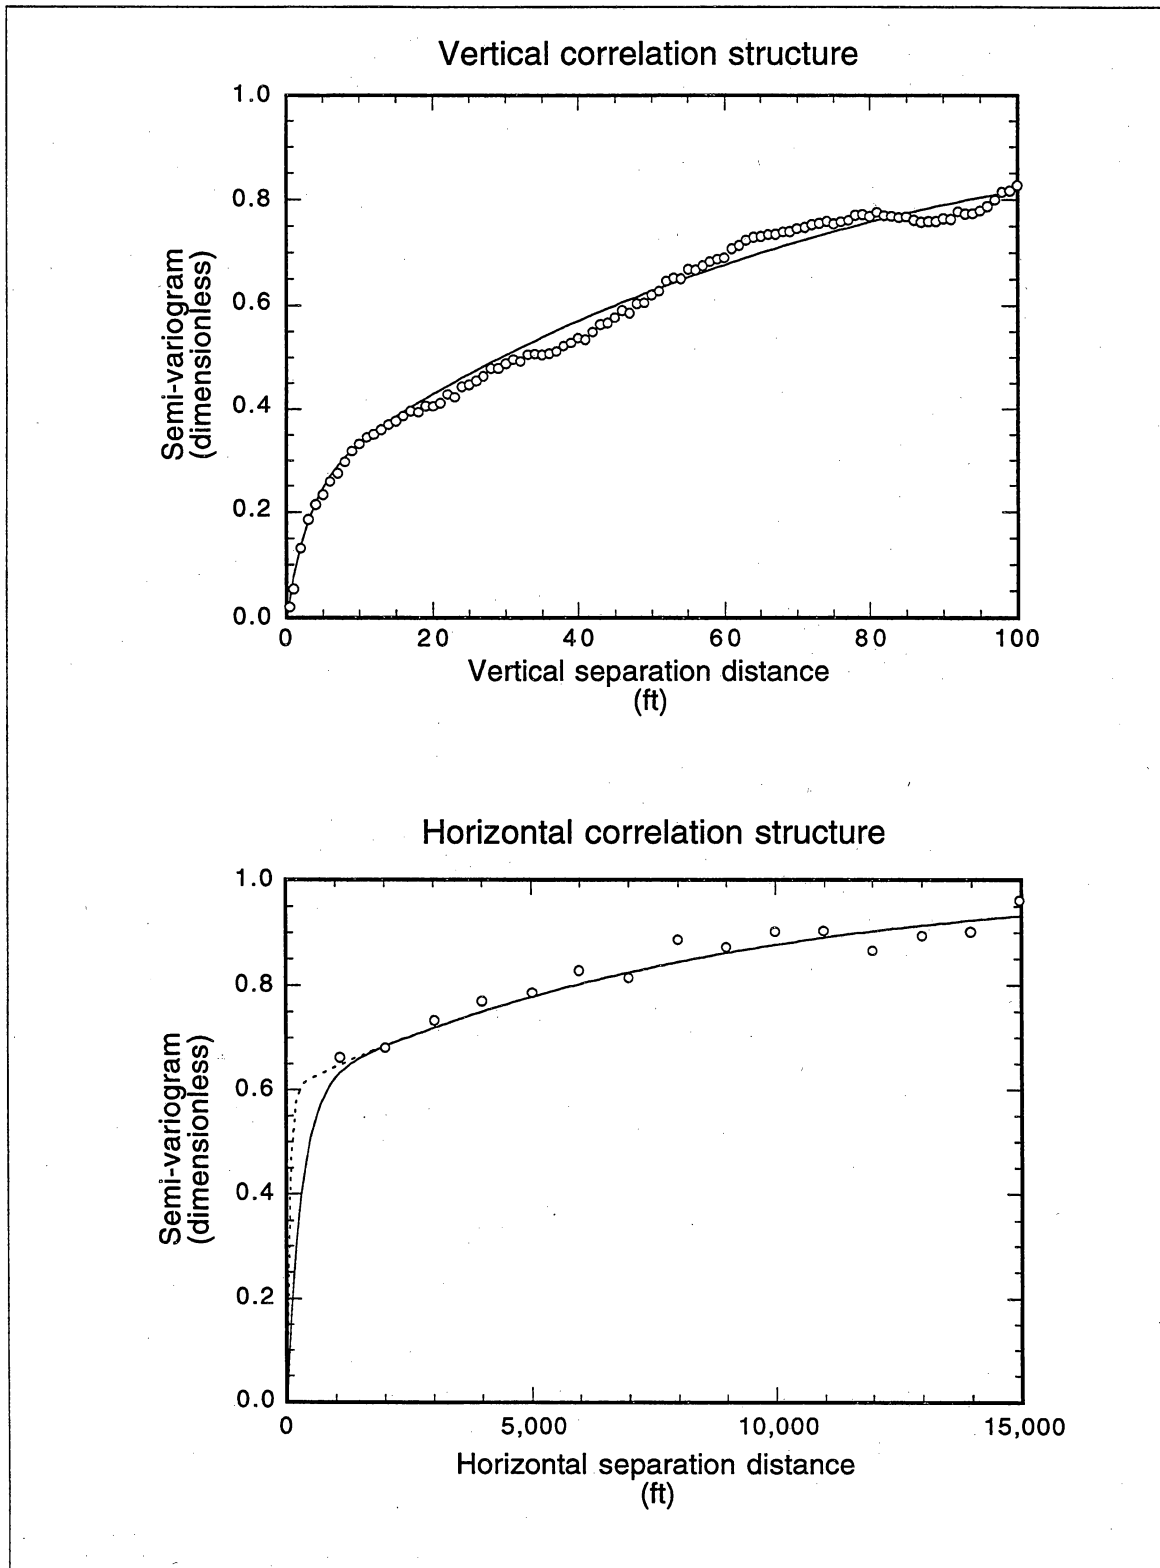 Vertical correlation structure
1.0
0.8
0.6
0.4
0.2
0.0
Semi-variogram
(dimensionless)
0 20 40 60 80 100
Vertical separation distance
(ft)
Horizontal correlation structure
1.0
0.8
0.6
0.4
0.2
0.0
Semi-variogram
(dimensionless)
0 5,000 10,000 15,000
Horizontal separation distance
(ft)